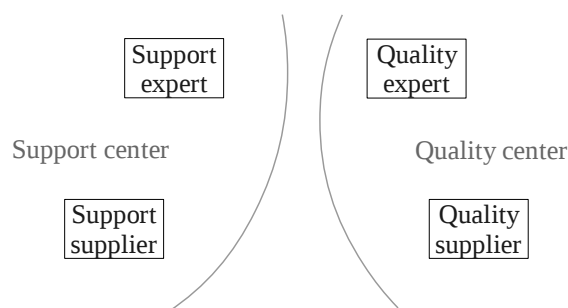 Support
expert
Quality
expert
Support center
Quality center
Support
supplier
Quality
supplier